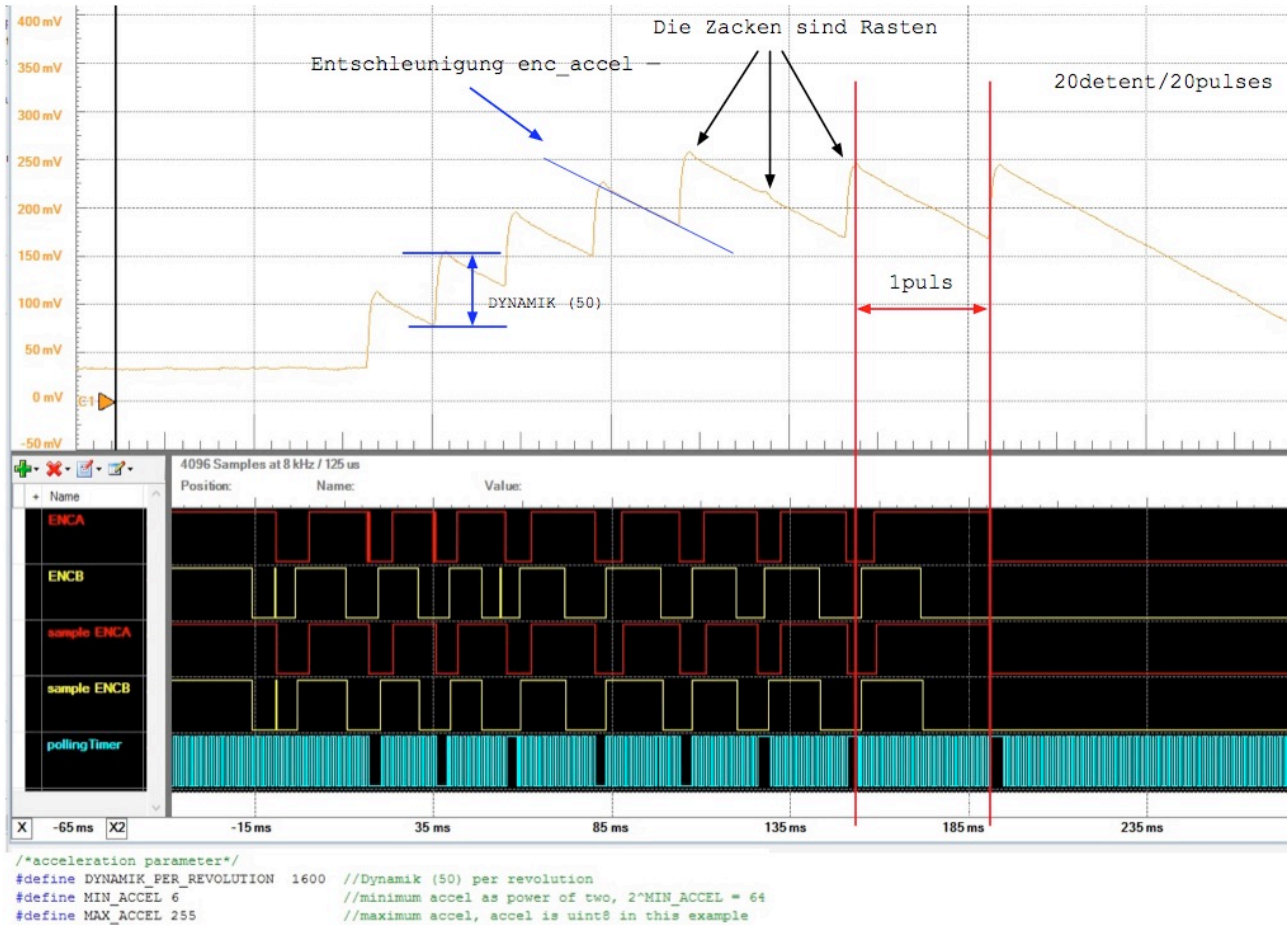 400 mV
Die Zacken sind Rasten
350 mV
Entschleunigung enc_accel —
20detent/20pulses
300 mV
250 mV
200 mV
150 mV
1puls
DYNAMIK (50)
100 mV
50 mV
0 mV
C1
-50 mV
4096 Samples at 8 kHz / 125 us
Position: Name: Value:
+ Name
ENCA
ENCB
sample ENCA
sample ENCB
pollingTimer
X -65 ms X2 -15 ms 35 ms 85 ms 135 ms 185 ms 235 ms
/*acceleration parameter*/
#define DYNAMIK_PER_REVOLUTION 1600 //Dynamik (50) per revolution
#define MIN_ACCEL 6 //minimum accel as power of two, 2^MIN_ACCEL = 64
#define MAX_ACCEL 255 //maximum accel, accel is uint8 in this example